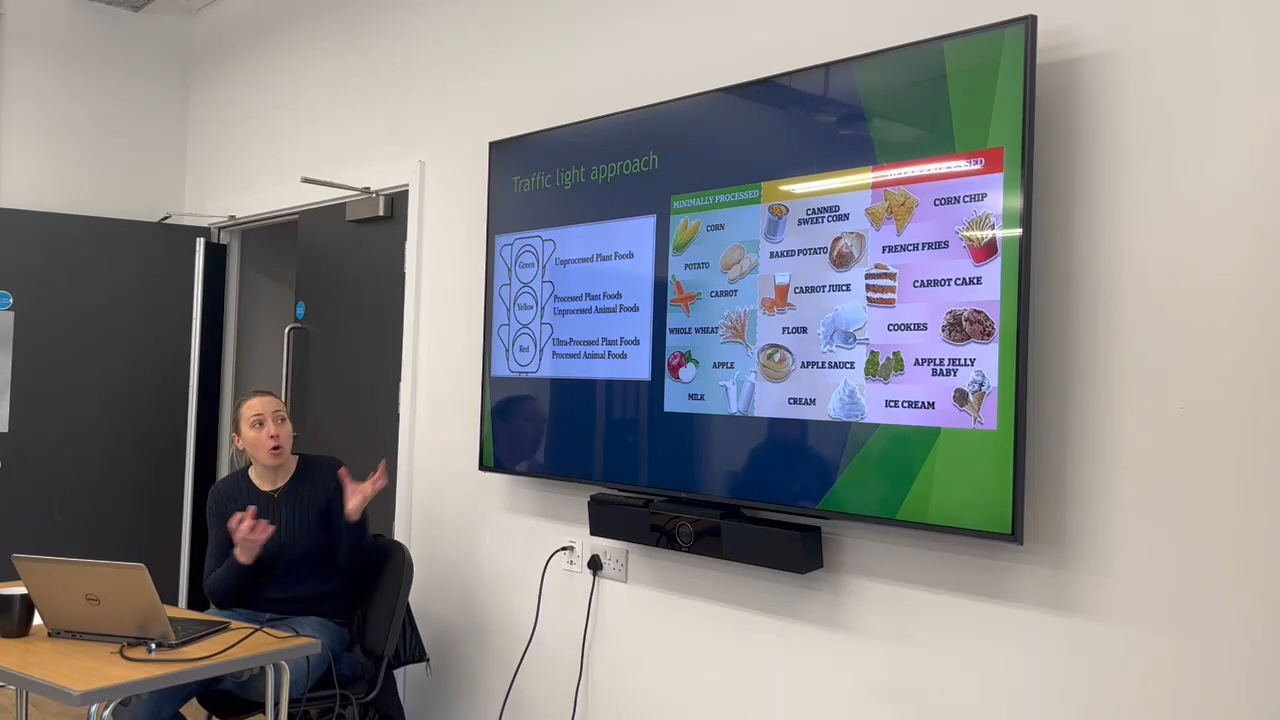 Traffic light approach
Green
Unprocessed Plant Foods
Yellow
Processed Plant Foods
Unprocessed Animal Foods
Red
Ultra-Processed Plant Foods
Processed Animal Foods
MINIMALLY PROCESSED
CORN
POTATO
CARROT
WHOLE WHEAT
APPLE
MILK
CANNED
SWEET CORN
BAKED POTATO
CARROT JUICE
FLOUR
APPLE SAUCE
CREAM
CORN CHIP
FRENCH FRIES
CARROT CAKE
COOKIES
APPLE JELLY
BABY
ICE CREAM
DELL